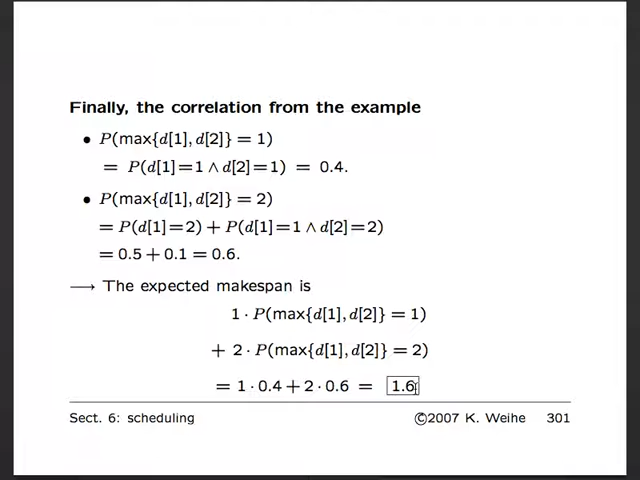 Finally, the correlation from the example
• P(max{d[1], d[2]} = 1)
= P(d[1]=1 ∧ d[2]=1) = 0.4.
• P(max{d[1], d[2]} = 2)
= P(d[1]=2) + P(d[1]=1 ∧ d[2]=2)
= 0.5 + 0.1 = 0.6.
⟶ The expected makespan is
1 · P(max{d[1], d[2]} = 1)
+ 2 · P(max{d[1], d[2]} = 2)
= 1 · 0.4 + 2 · 0.6 = 1.6
Sect. 6: scheduling ©2007 K. Weihe 301